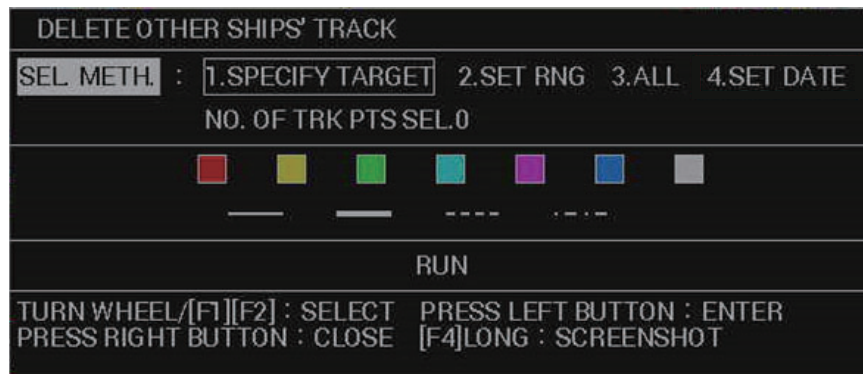 DELETE OTHER SHIPS' TRACK
SEL. METH. : 1.SPECIFY TARGET 2.SET RNG 3.ALL 4.SET DATE
NO. OF TRK PTS SEL.0
RUN
TURN WHEEL/[F1][F2] : SELECT PRESS LEFT BUTTON : ENTER
PRESS RIGHT BUTTON : CLOSE [F4]LONG : SCREENSHOT